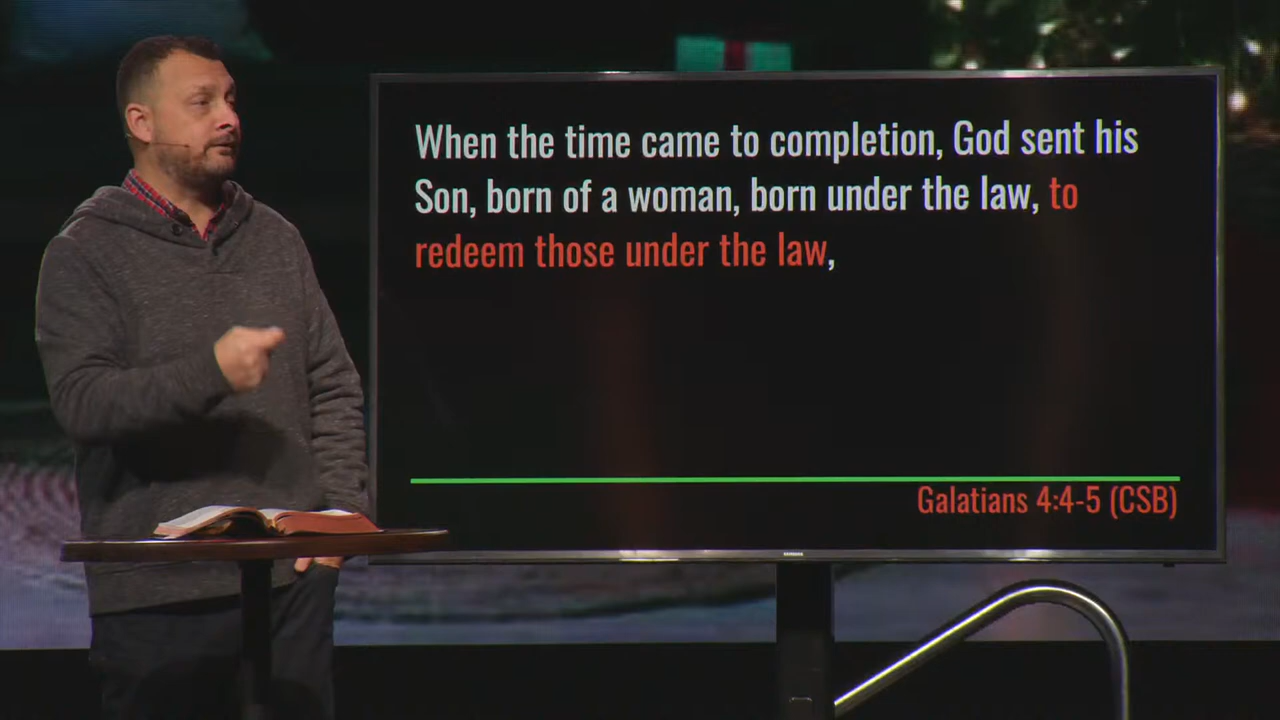 When the time came to completion, God sent his
Son, born of a woman, born under the law, to
redeem those under the law,
Galatians 4:4-5 (CSB)